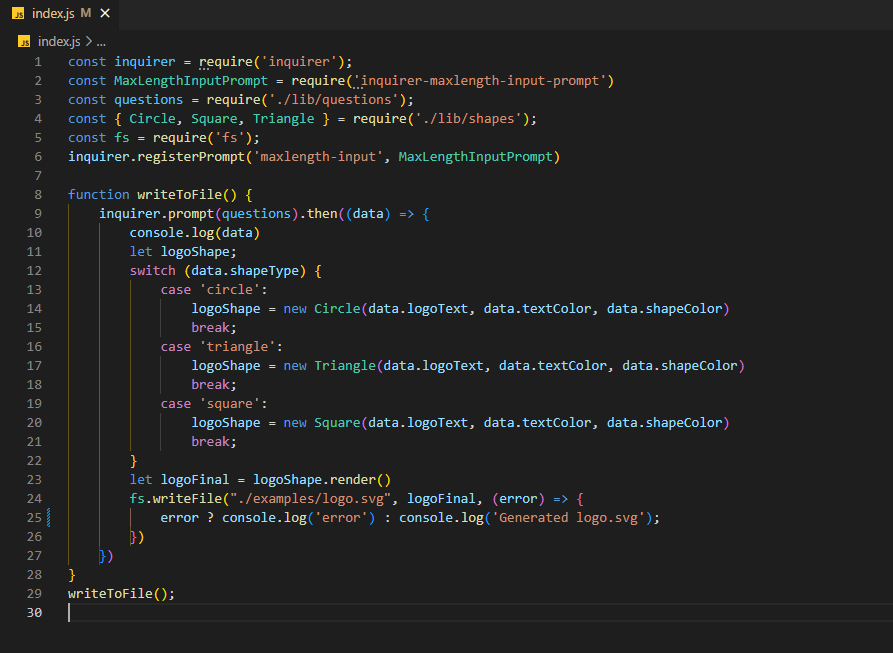 index.js M ×
index.js > ...
1 const inquirer = require('inquirer');
2 const MaxLengthInputPrompt = require('inquirer-maxlength-input-prompt')
3 const questions = require('./lib/questions');
4 const { Circle, Square, Triangle } = require('./lib/shapes');
5 const fs = require('fs');
6 inquirer.registerPrompt('maxlength-input', MaxLengthInputPrompt)
7
8 function writeToFile() {
9     inquirer.prompt(questions).then((data) => {
10         console.log(data)
11         let logoShape;
12         switch (data.shapeType) {
13             case 'circle':
14                 logoShape = new Circle(data.logoText, data.textColor, data.shapeColor)
15                 break;
16             case 'triangle':
17                 logoShape = new Triangle(data.logoText, data.textColor, data.shapeColor)
18                 break;
19             case 'square':
20                 logoShape = new Square(data.logoText, data.textColor, data.shapeColor)
21                 break;
22         }
23         let logoFinal = logoShape.render()
24         fs.writeFile("./examples/logo.svg", logoFinal, (error) => {
25             error ? console.log('error') : console.log('Generated logo.svg');
26         })
27     })
28 }
29 writeToFile();
30